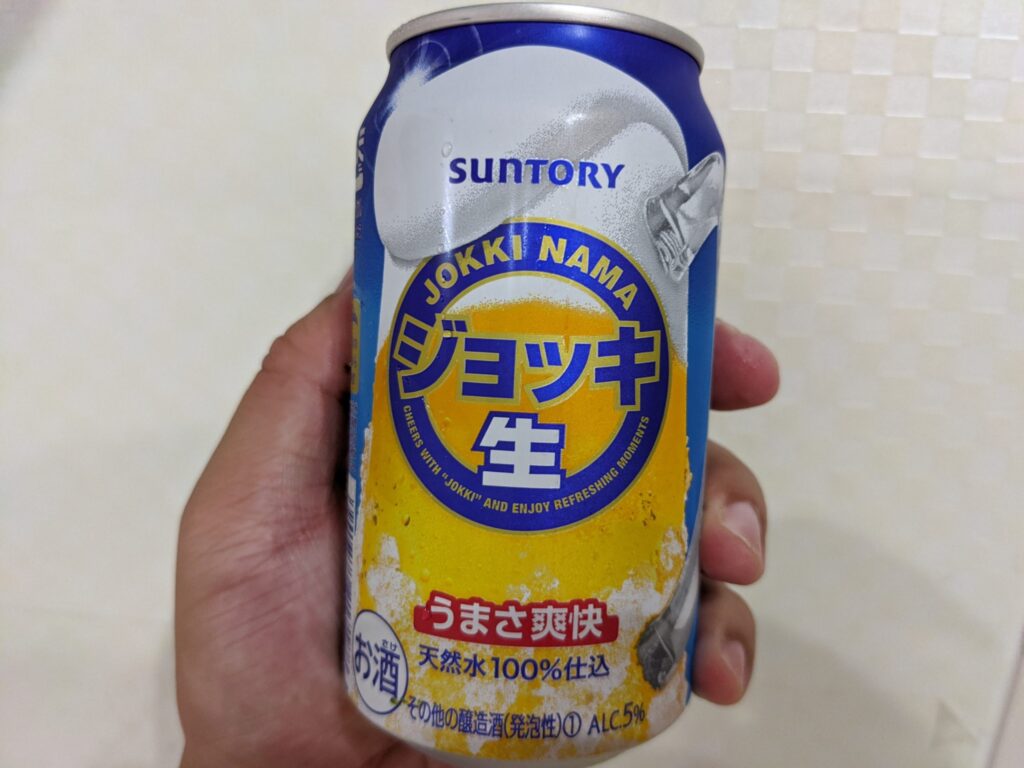 SUNTORY
JOKKI NAMA
ジョッキ
生
CHEERS WITH "JOKKI" AND ENJOY REFRESHING MOMENTS
うまさ爽快
さけ
お酒
天然水100%仕込
その他の醸造酒(発泡性)① ALC.5%